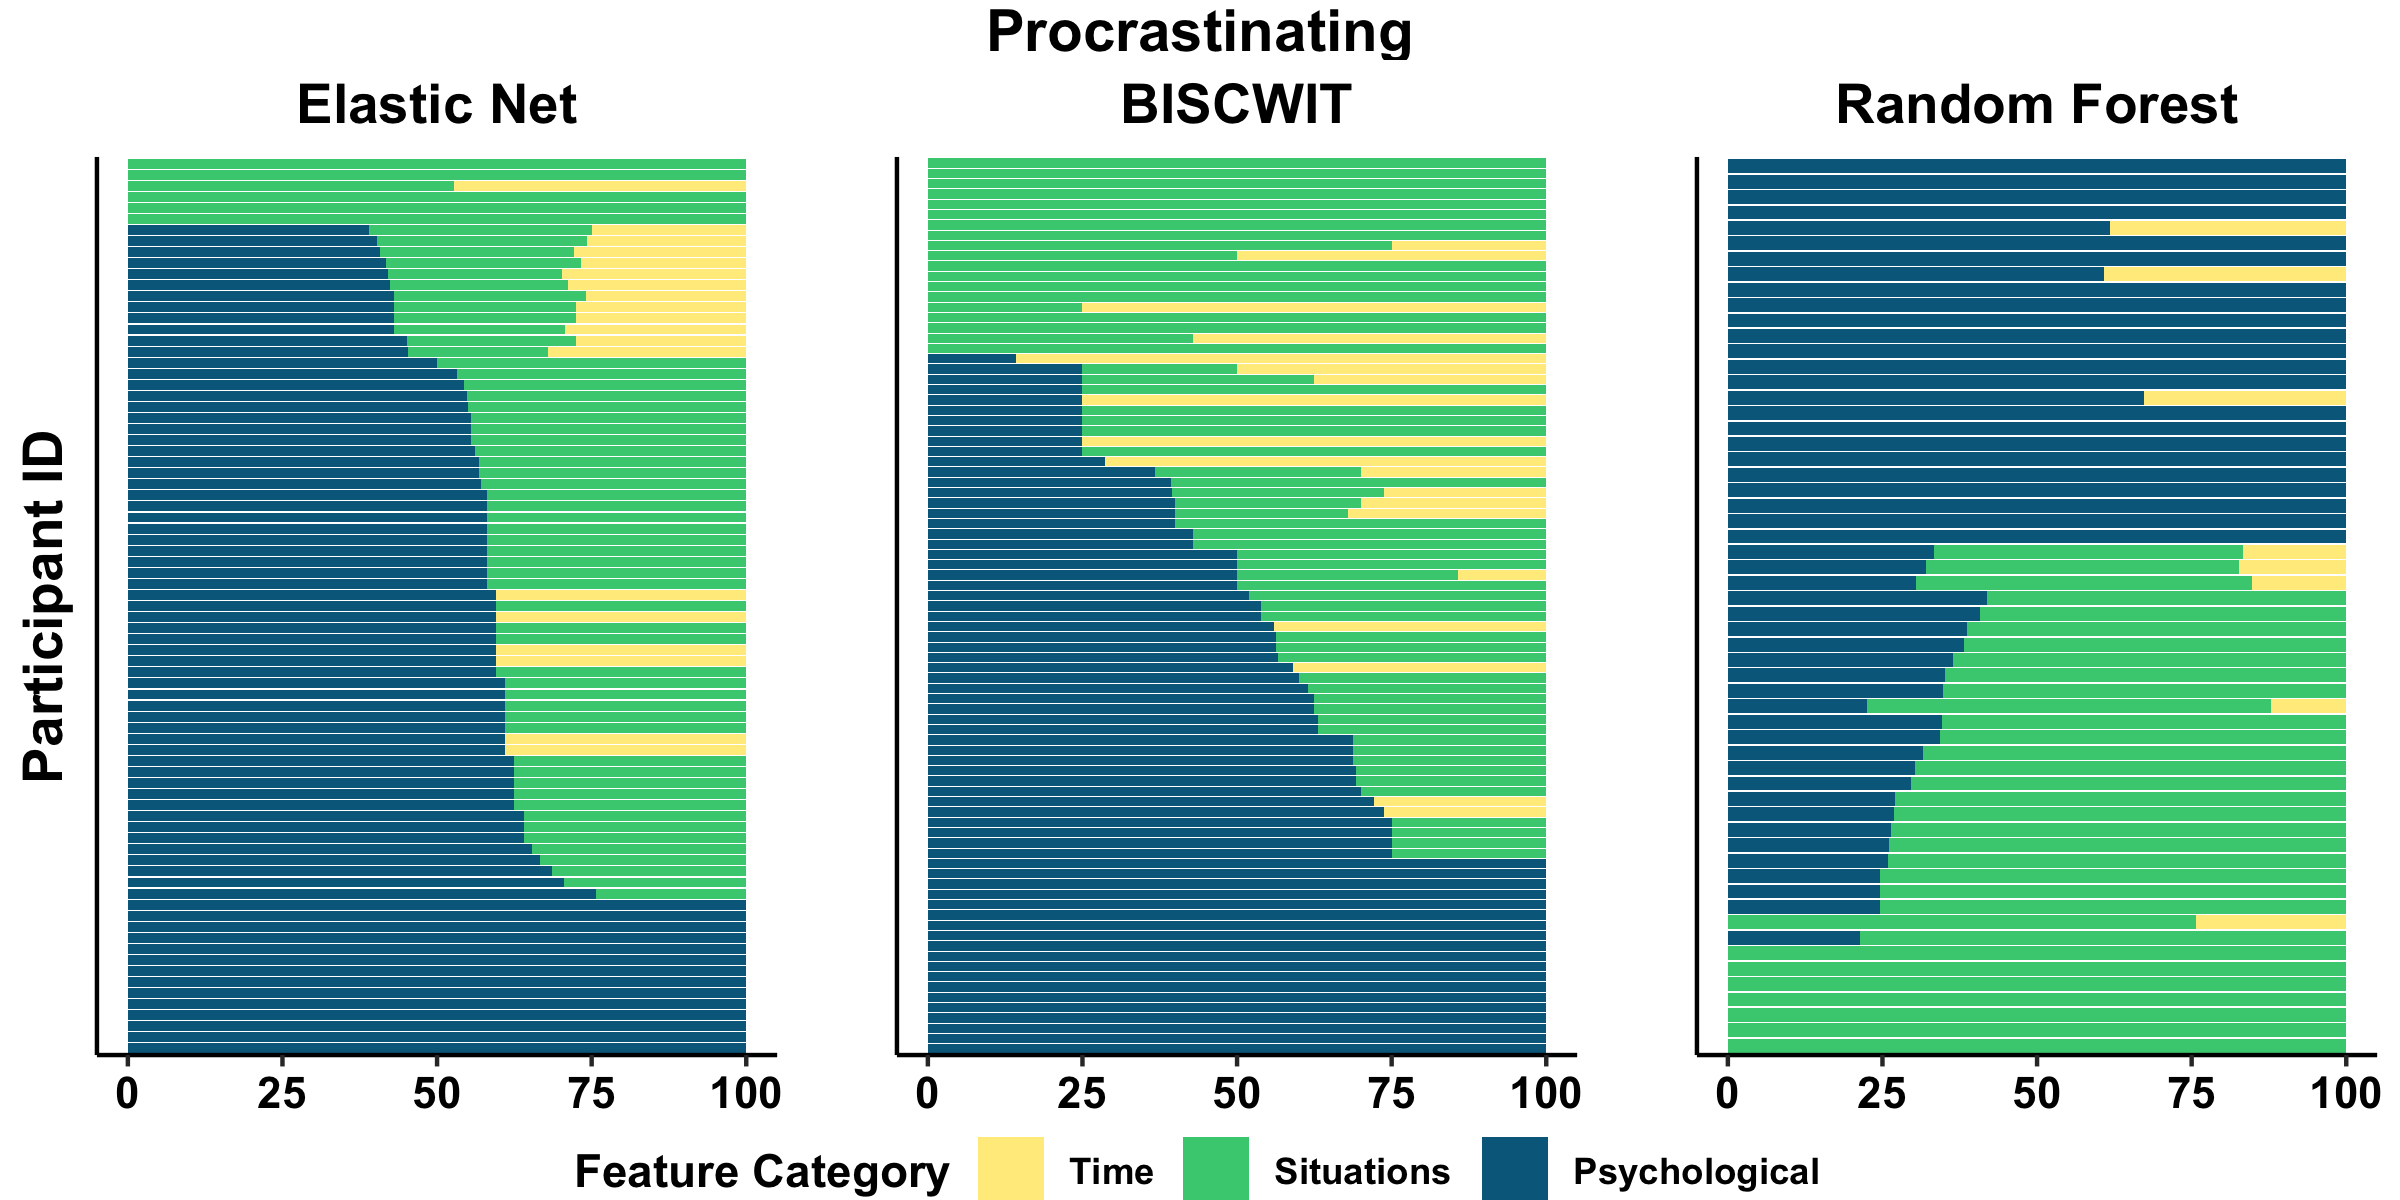 Procrastinating
Elastic Net
BISCWIT
Random Forest
Participant ID
0 25 50 75 100
0 25 50 75 100
0 25 50 75 100
Feature Category Time Situations Psychological